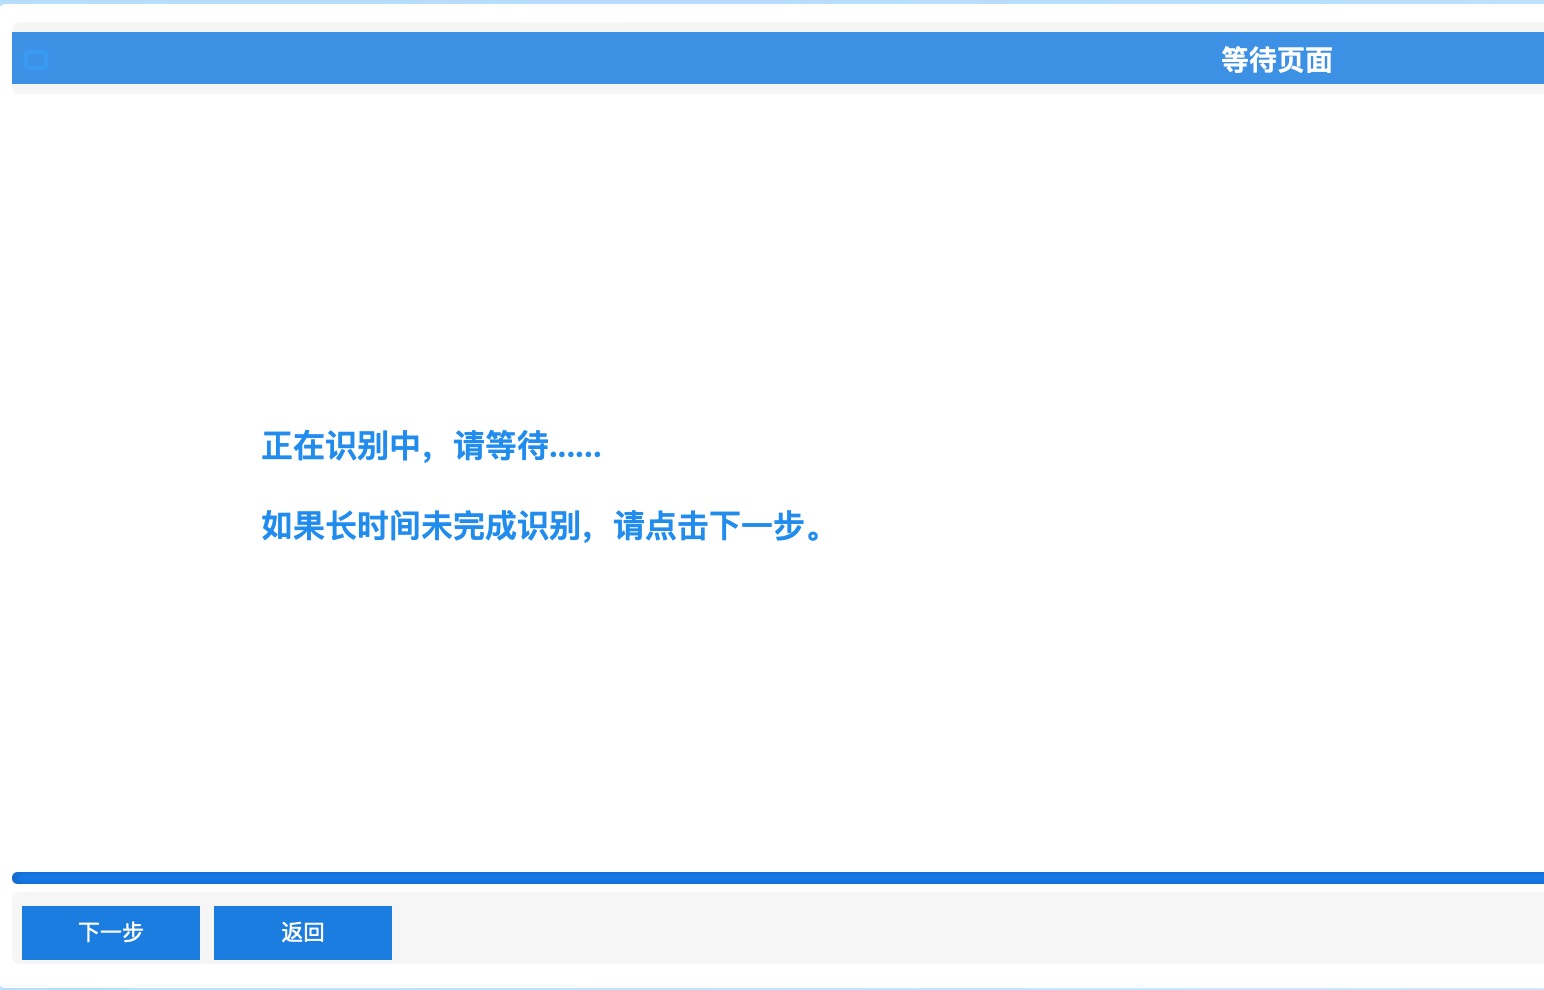 等待页面
正在识别中，请等待......
如果长时间未完成识别，请点击下一步。
下一步
返回